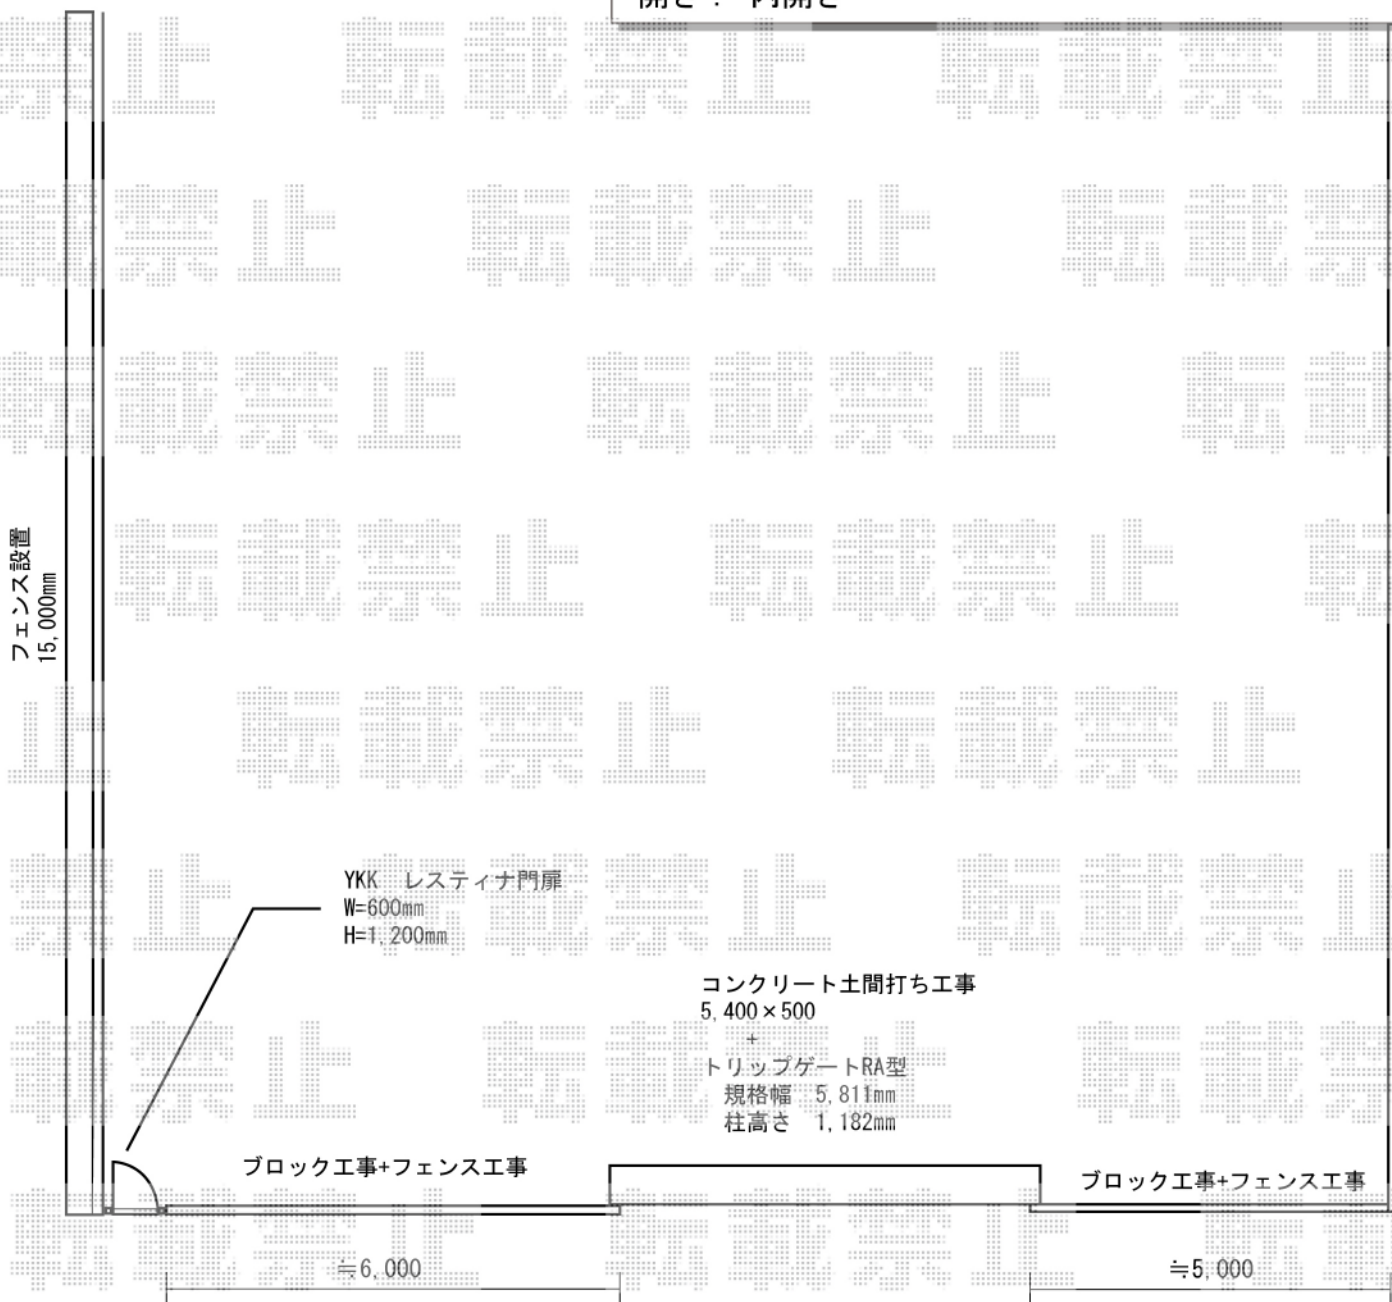 開き： 内開き
転載禁止
フェンス設置
15,000mm
YKK レスティナ門扉
W=600mm
H=1,200mm
コンクリート土間打ち工事
5,400×500
+
トリップゲートRA型
規格幅 5,811mm
柱高さ 1,182mm
ブロック工事+フェンス工事
ブロック工事+フェンス工事
≒6,000
≒5,000